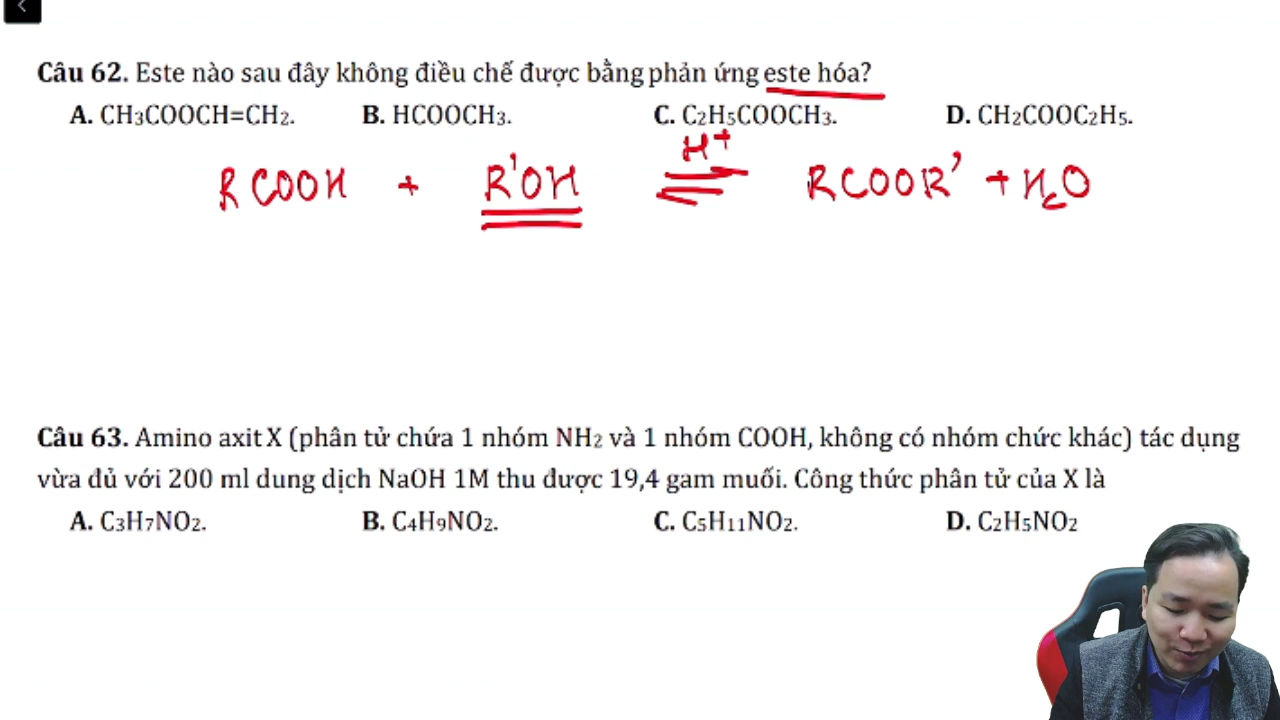 Câu 62. Este nào sau đây không điều chế được bằng phản ứng este hóa?
A. CH3COOCH=CH2. B. HCOOCH3. C. C2H5COOCH3. D. CH2COOC2H5.
H+
RCOOH + R'OH ⇌ RCOOR' + H2O
Câu 63. Amino axit X (phân tử chứa 1 nhóm NH2 và 1 nhóm COOH, không có nhóm chức khác) tác dụng
vừa đủ với 200 ml dung dịch NaOH 1M thu được 19,4 gam muối. Công thức phân tử của X là
A. C3H7NO2. B. C4H9NO2. C. C5H11NO2. D. C2H5NO2